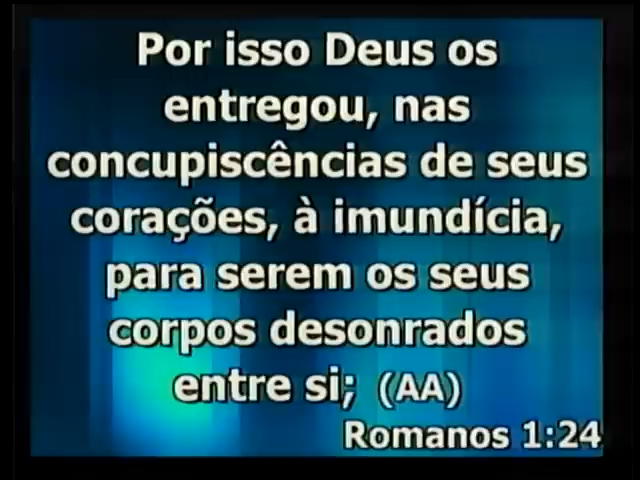 Por isso Deus os
entregou, nas
concupiscências de seus
corações, à imundícia,
para serem os seus
corpos desonrados
entre si; (AA)
Romanos 1:24